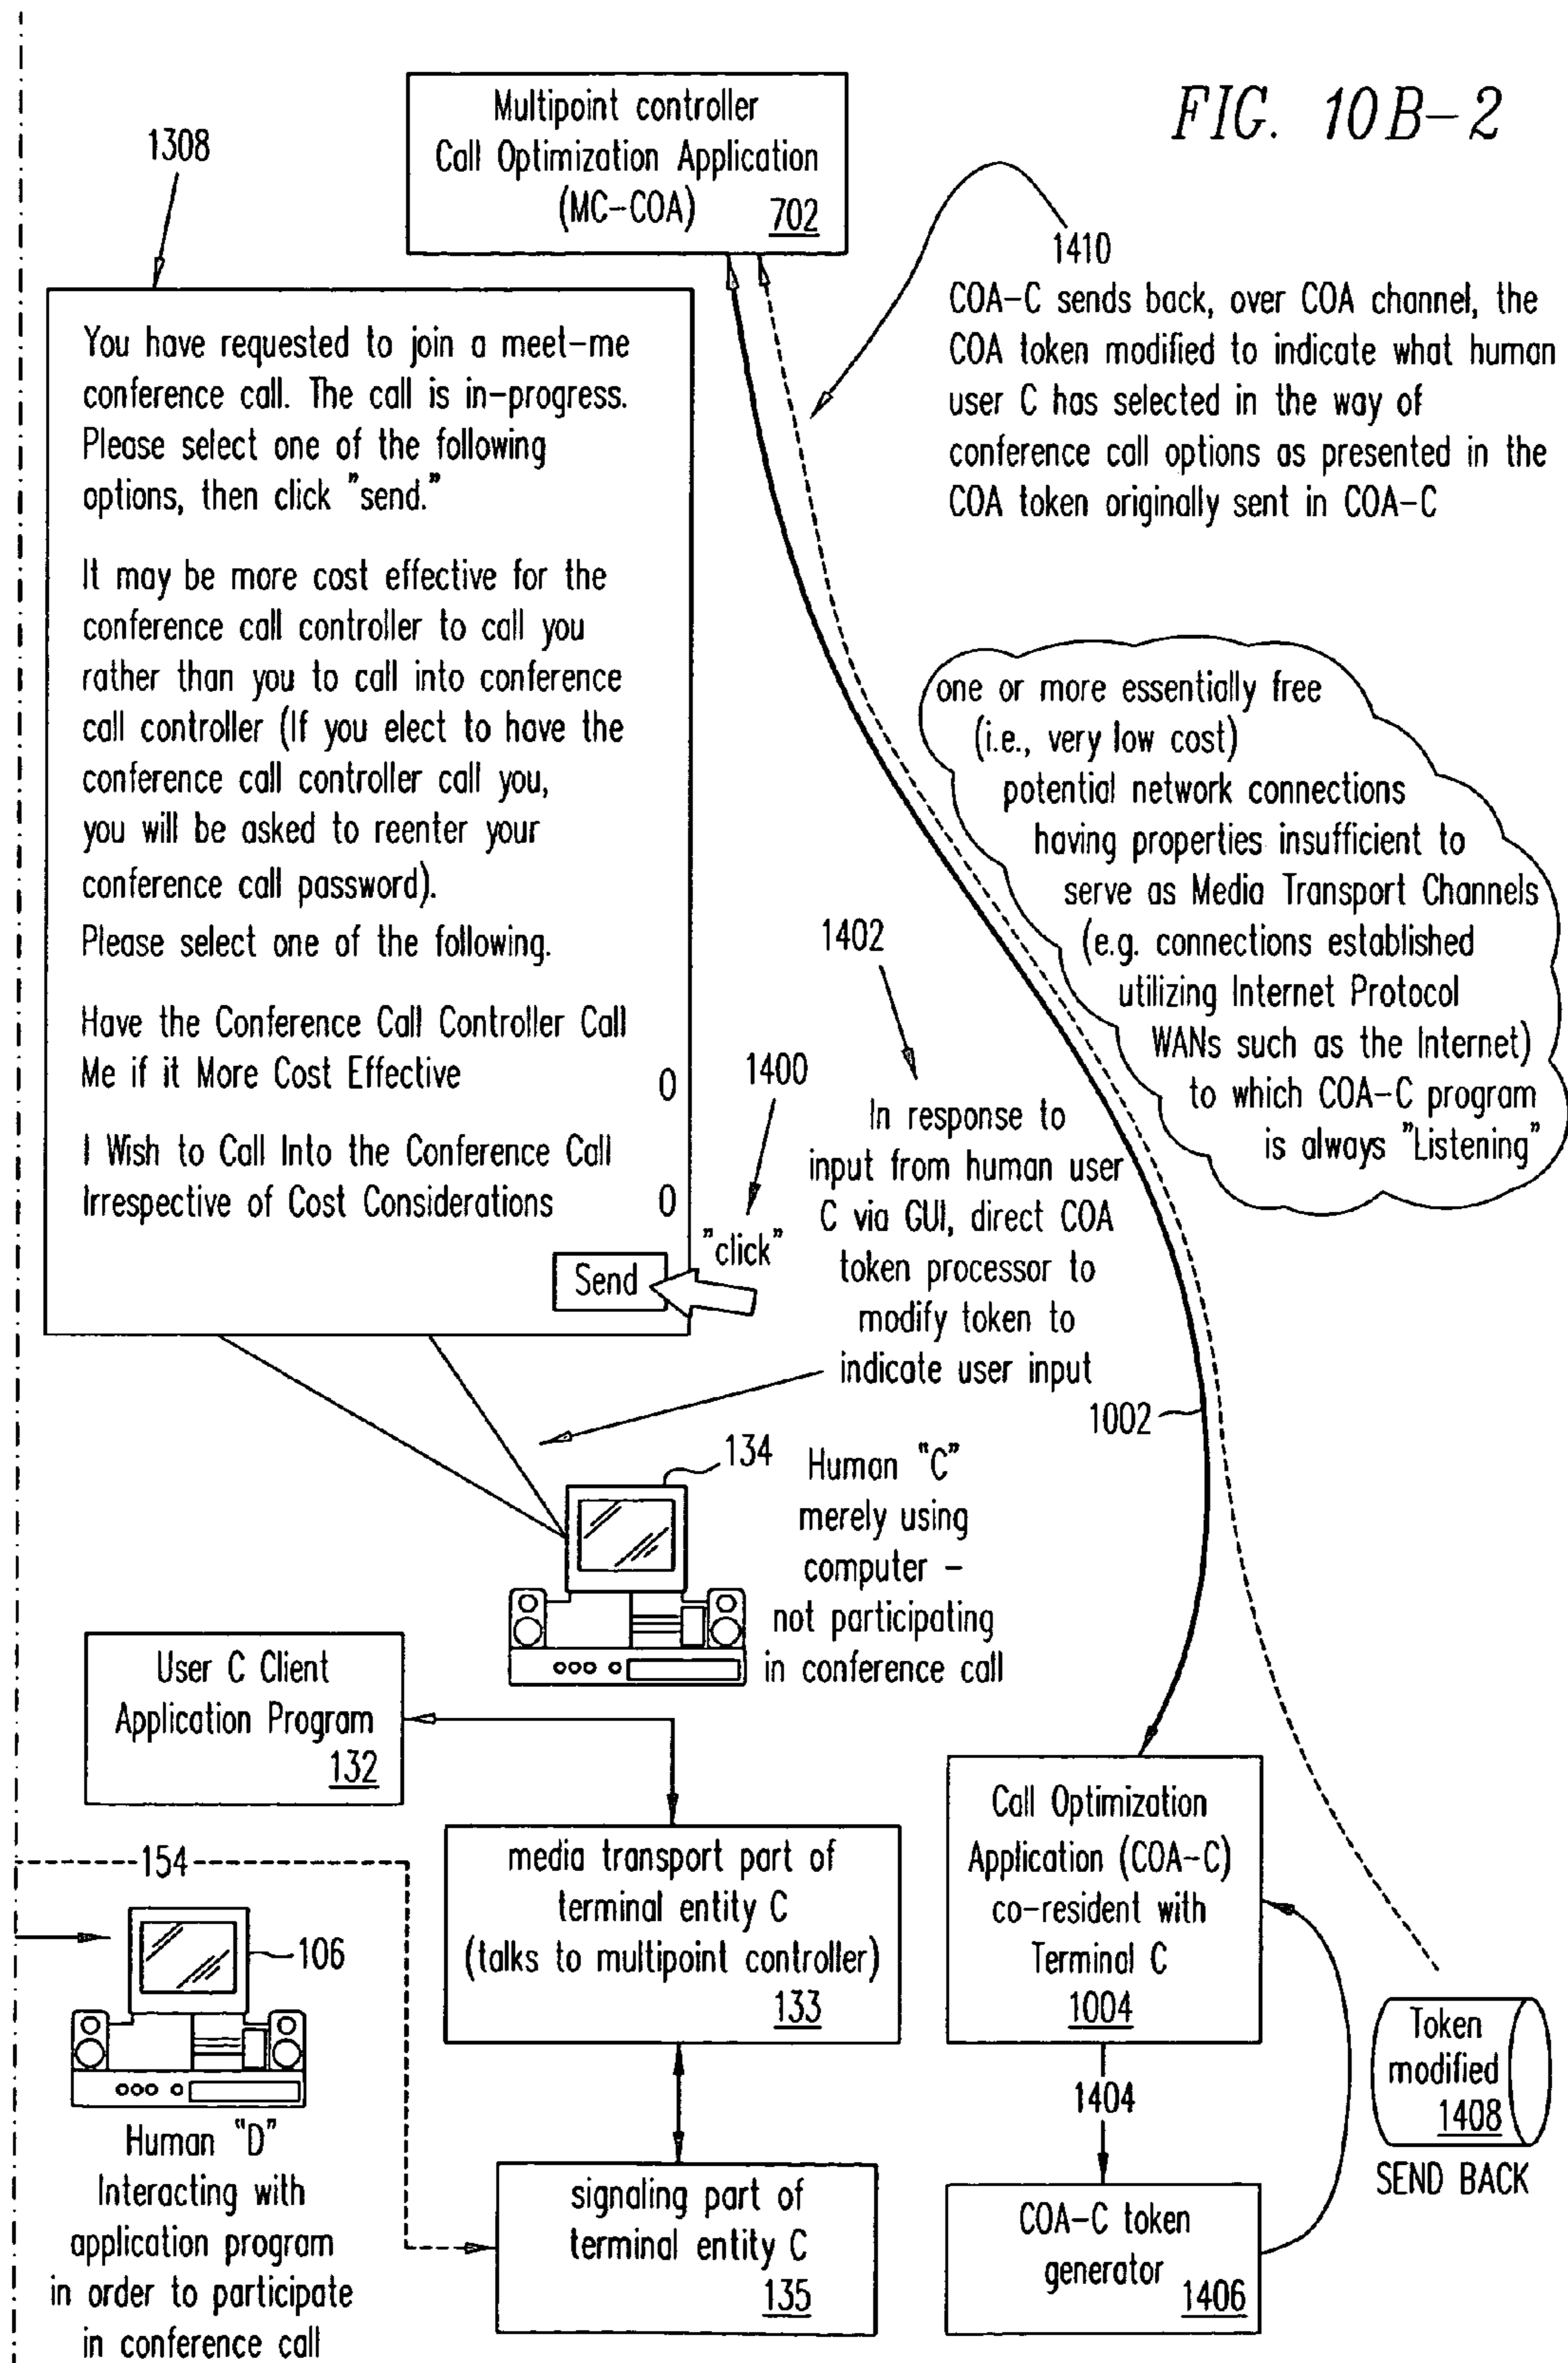 FIG. 10B-2
Multipoint controller
Call Optimization Application
(MC-COA) 702
1308
You have requested to join a meet-me
conference call. The call is in-progress.
Please select one of the following
options, then click "send."
It may be more cost effective for the
conference call controller to call you
rather than you to call into conference
call controller (If you elect to have the
conference call controller call you,
you will be asked to reenter your
conference call password).
Please select one of the following.
Have the Conference Call Controller Call
Me if it More Cost Effective 0
I Wish to Call Into the Conference Call
Irrespective of Cost Considerations 0
Send
"click"
1400
1410
COA-C sends back, over COA channel, the
COA token modified to indicate what human
user C has selected in the way of
conference call options as presented in the
COA token originally sent in COA-C
one or more essentially free
(i.e., very low cost)
potential network connections
having properties insufficient to
serve as Media Transport Channels
(e.g. connections established
utilizing Internet Protocol
WANs such as the Internet)
to which COA-C program
is always "Listening"
1402
In response to
input from human user
C via GUI, direct COA
token processor to
modify token to
indicate user input
1002
134
Human "C"
merely using
computer -
not participating
in conference call
User C Client
Application Program
132
154
106
Human "D"
Interacting with
application program
in order to participate
in conference call
media transport part of
terminal entity C
(talks to multipoint controller)
133
signaling part of
terminal entity C
135
Call Optimization
Application (COA-C)
co-resident with
Terminal C
1004
1404
COA-C token
generator 1406
Token
modified
1408
SEND BACK